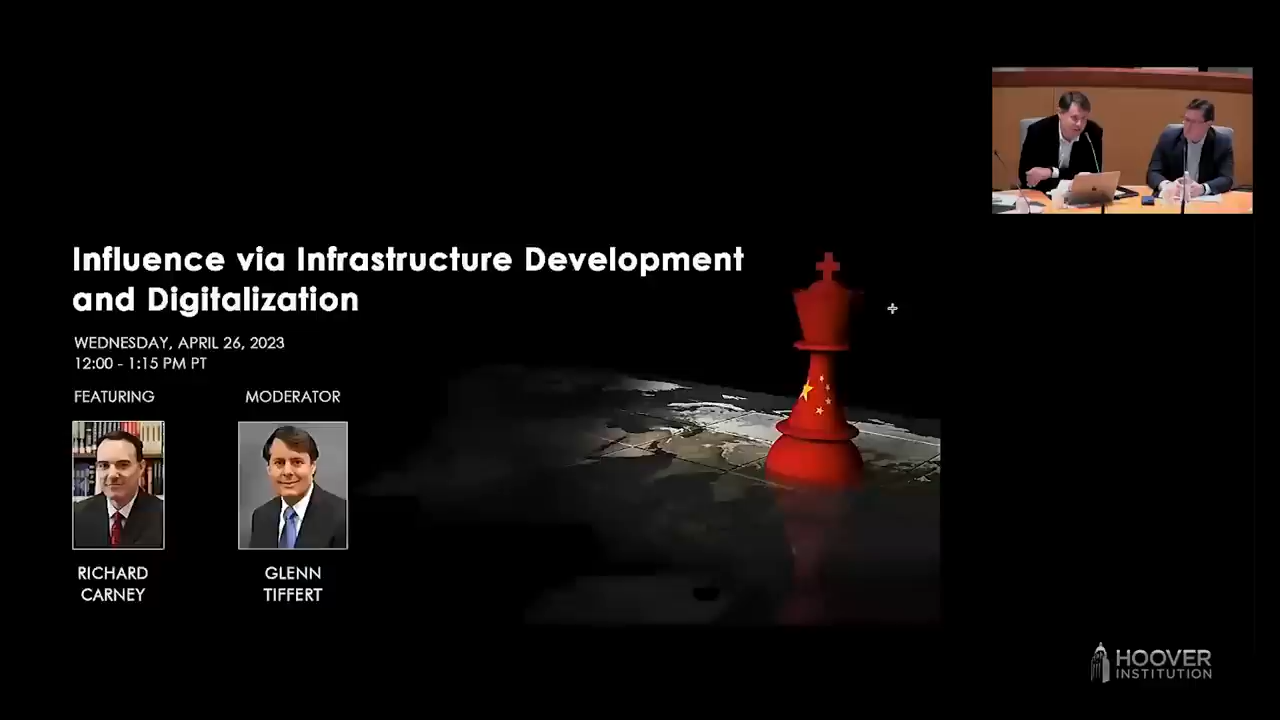 Influence via Infrastructure Development
and Digitalization
WEDNESDAY, APRIL 26, 2023
12:00 - 1:15 PM PT
FEATURING
MODERATOR
RICHARD
CARNEY
GLENN
TIFFERT
HOOVER
INSTITUTION